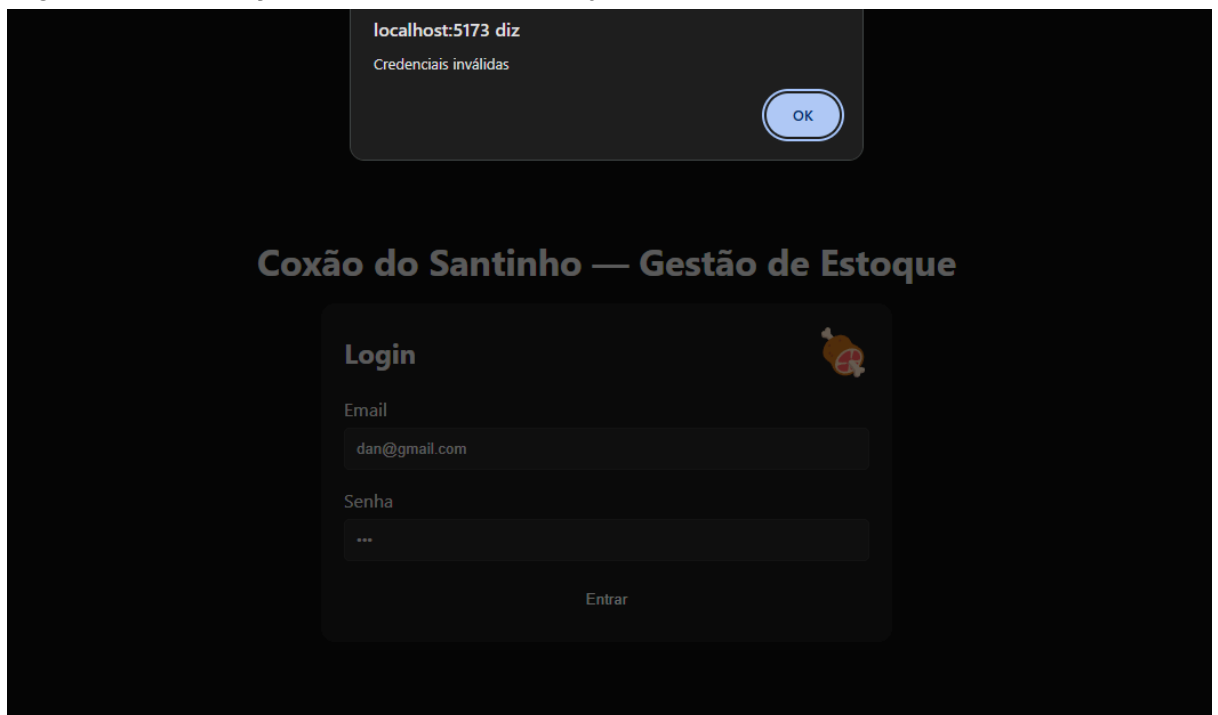 localhost:5173 diz
Credenciais inválidas
OK
Coxão do Santinho — Gestão de Estoque
Login
Email
dan@gmail.com
Senha
•••
Entrar